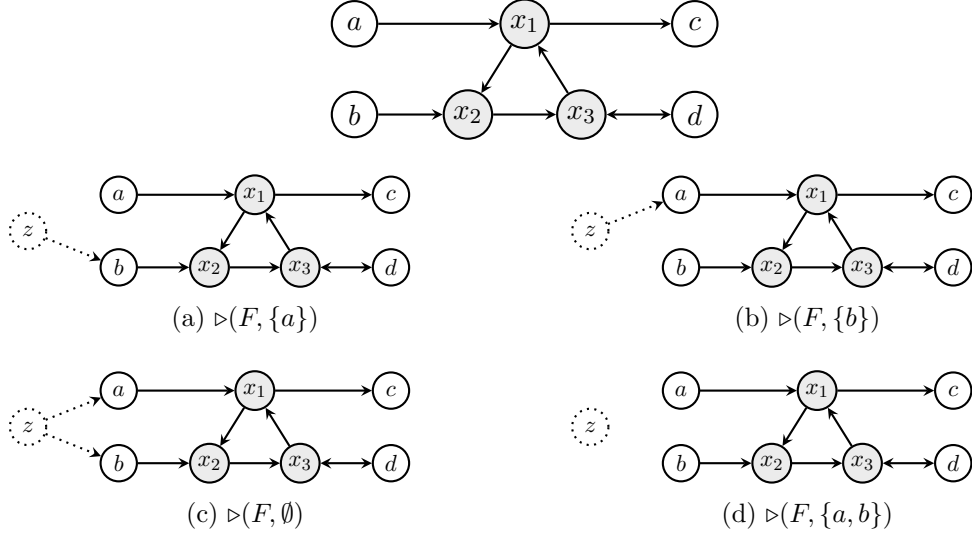 a x₁ c
b x₂ x₃ d
a x₁ c
z
b x₂ x₃ d
(a) ▹(F, {a})
a x₁ c
z
b x₂ x₃ d
(b) ▹(F, {b})
a x₁ c
z
b x₂ x₃ d
(c) ▹(F, ∅)
a x₁ c
z
b x₂ x₃ d
(d) ▹(F, {a, b})